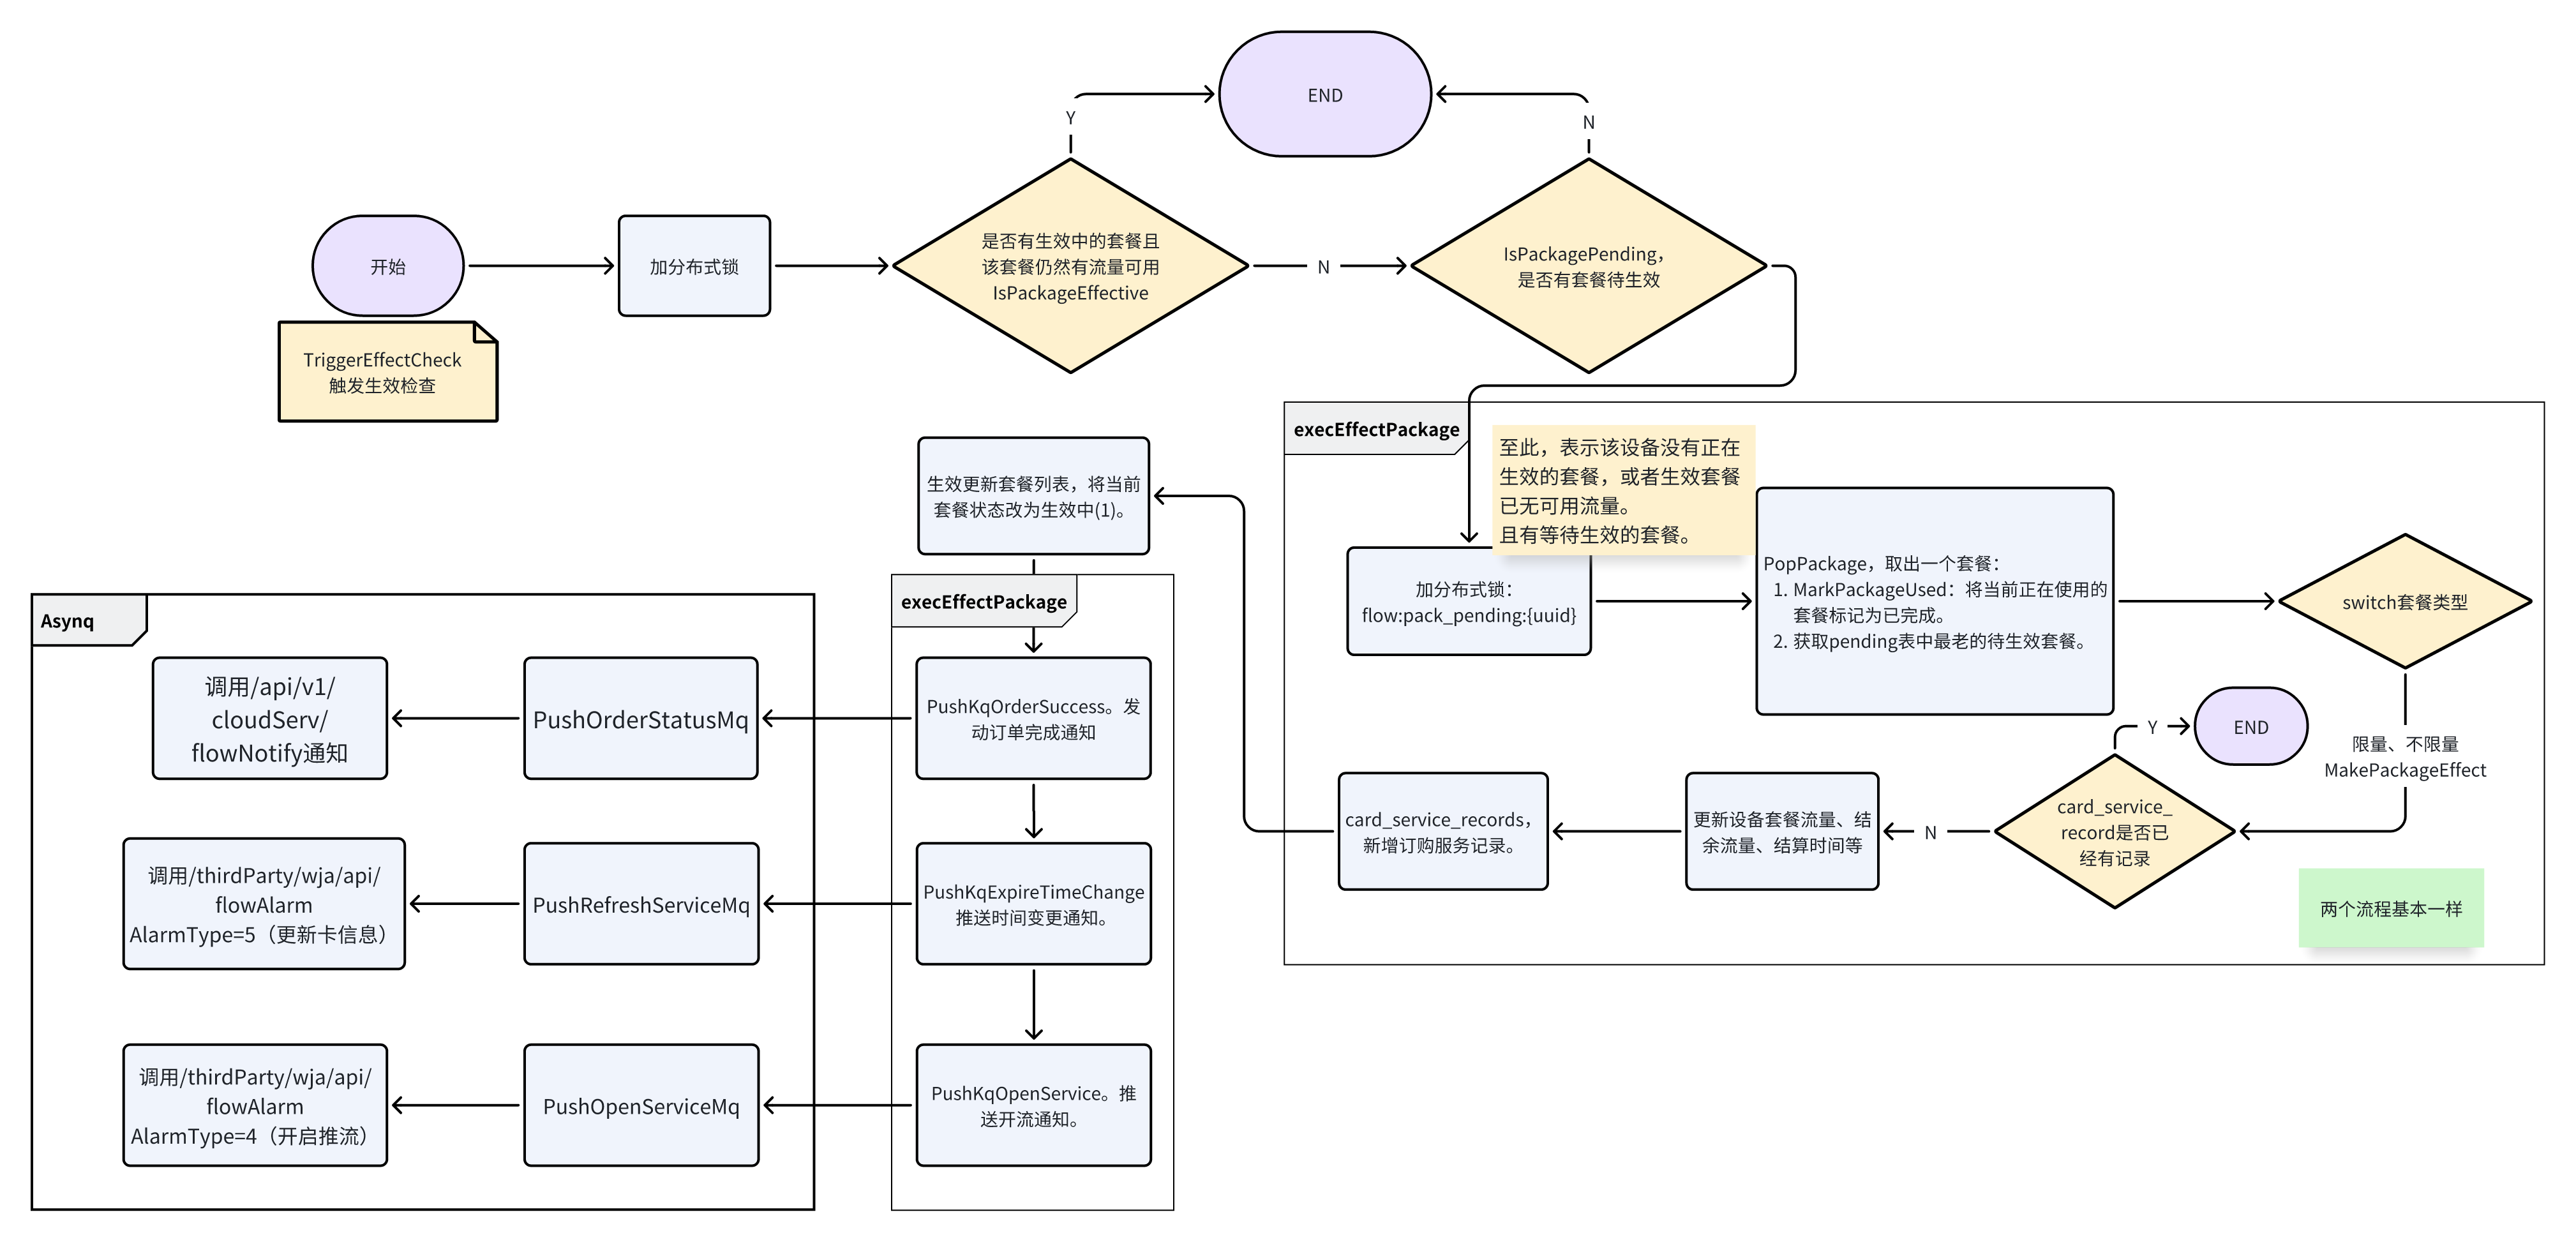 END
Y
N
开始
加分布式锁
是否有生效中的套餐且
该套餐仍然有流量可用
IsPackageEffective
N
IsPackagePending，
是否有套餐待生效
TriggerEffectCheck
触发生效检查
execEffectPackage
至此，表示该设备没有正在
生效的套餐，或者生效套餐
已无可用流量。
且有等待生效的套餐。
加分布式锁：
flow:pack_pending:{uuid}
PopPackage，取出一个套餐：
1. MarkPackageUsed：将当前正在使用的
套餐标记为已完成。
2. 获取pending表中最老的待生效套餐。
switch套餐类型
限量、不限量
MakePackageEffect
END
Y
card_service_
record是否已
经有记录
N
更新设备套餐流量、结
余流量、结算时间等
card_service_records，
新增订购服务记录。
两个流程基本一样
生效更新套餐列表，将当前
套餐状态改为生效中(1)。
execEffectPackage
PushKqOrderSuccess。发
动订单完成通知
PushKqExpireTimeChange
推送时间变更通知。
PushKqOpenService。推
送开流通知。
Asynq
PushOrderStatusMq
调用/api/v1/
cloudServ/
flowNotify通知
PushRefreshServiceMq
调用/thirdParty/wja/api/
flowAlarm
AlarmType=5（更新卡信息）
PushOpenServiceMq
调用/thirdParty/wja/api/
flowAlarm
AlarmType=4（开启推流）